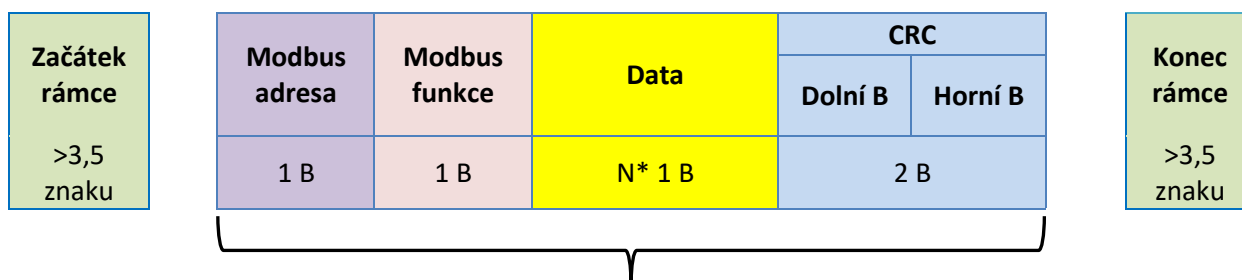 Začátek
rámce
>3,5
znaku
Modbus
adresa
1 B
Modbus
funkce
1 B
Data
N* 1 B
CRC
Dolní B
Horní B
2 B
Konec
rámce
>3,5
znaku